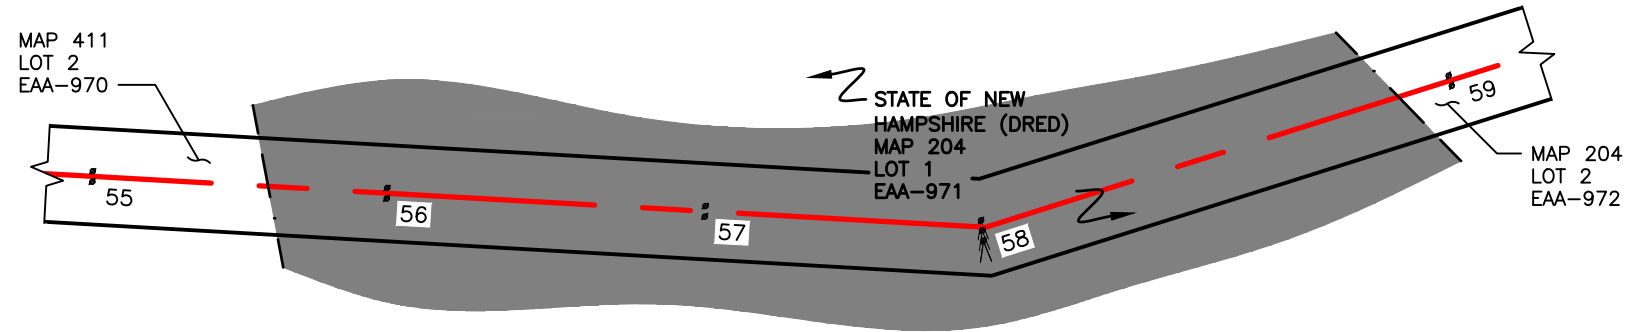 MAP 411
LOT 2
EAA-970
STATE OF NEW
HAMPSHIRE (DRED)
MAP 204
LOT 1
EAA-971
59
MAP 204
LOT 2
EAA-972
55
56
57
58